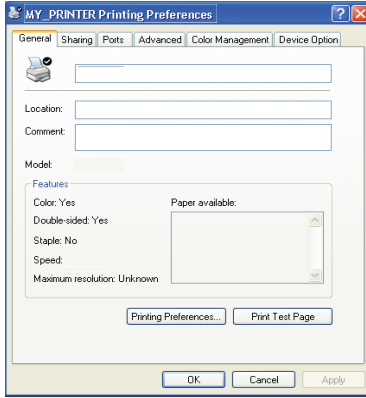 MY_PRINTER Printing Preferences
General Sharing Ports Advanced Color Management Device Option
Location:
Comment:
Model:
Features
Color: Yes Paper available:
Double-sided: Yes
Staple: No
Speed:
Maximum resolution: Unknown
Printing Preferences... Print Test Page
OK Cancel Apply